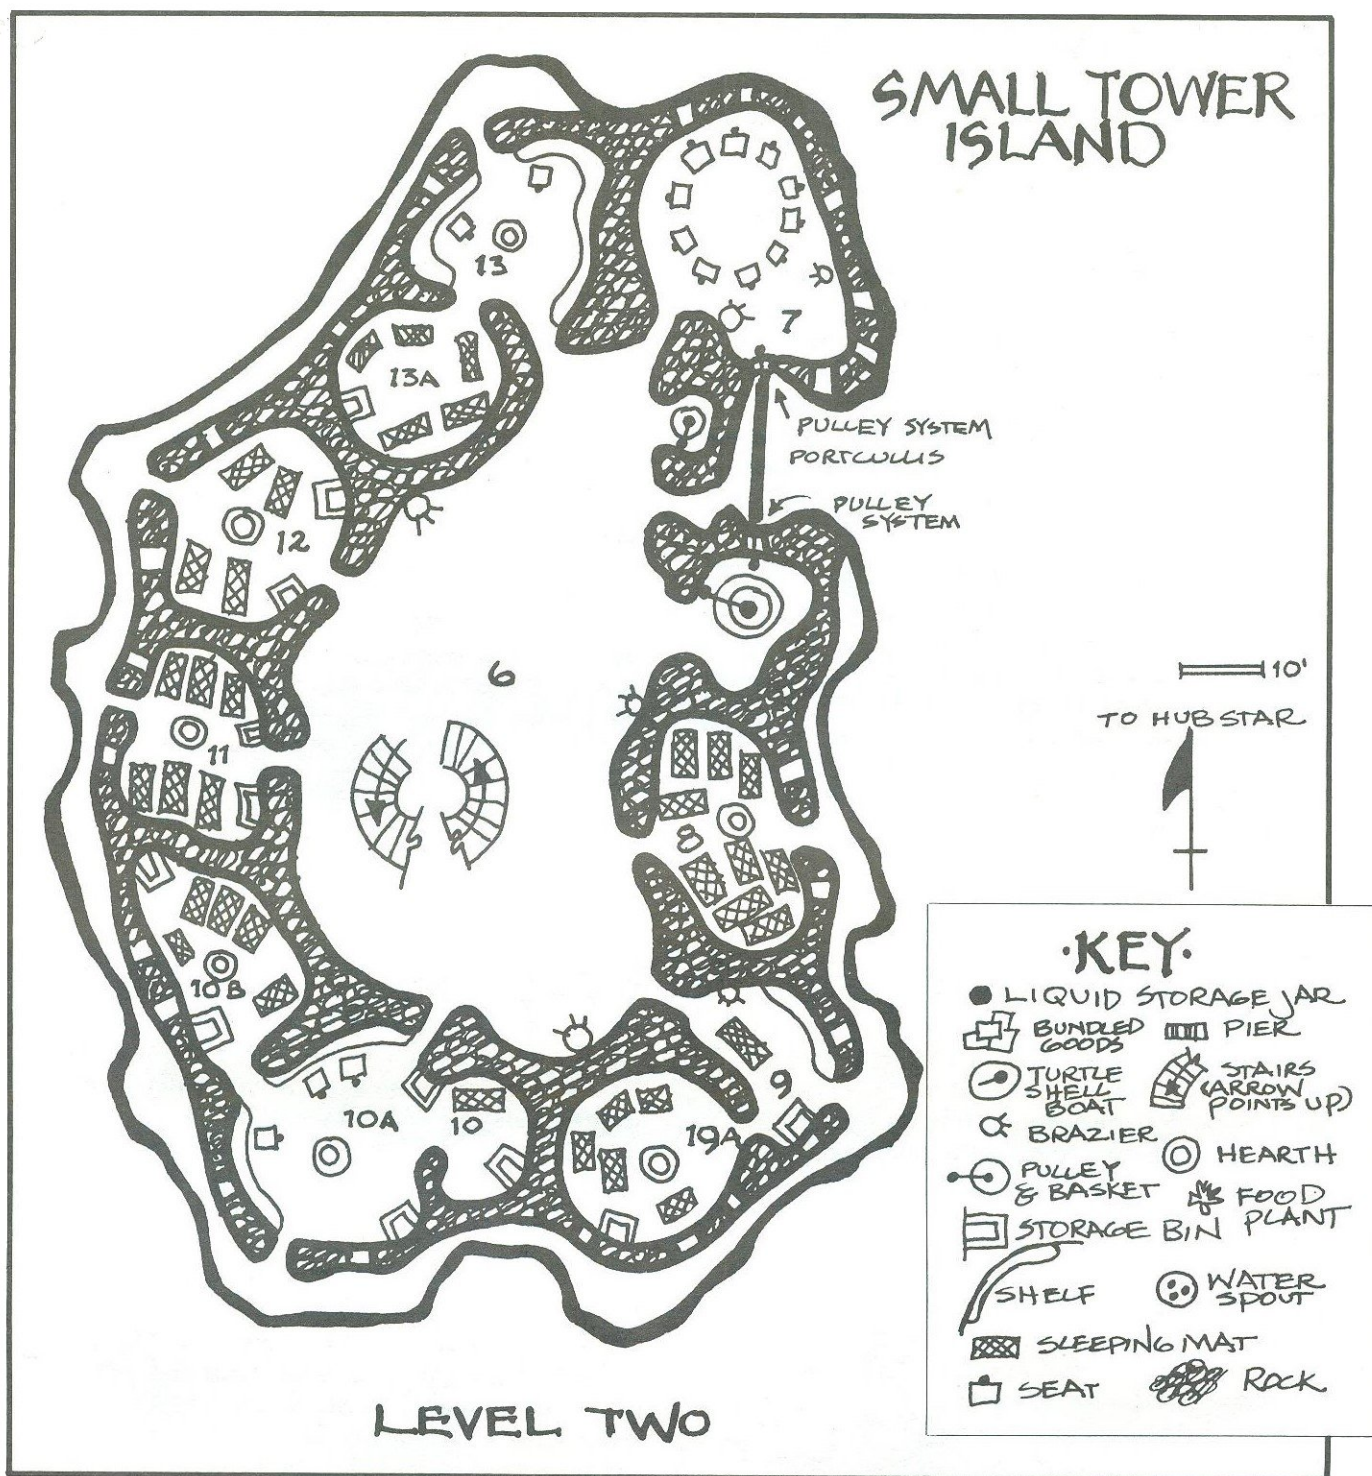 SMALL TOWER
ISLAND
13
7
13A
PULLEY SYSTEM
PORTCULLIS
PULLEY
SYSTEM
12
6
10'
TO HUB STAR
11
8
10B
9
10A
10
19A
·KEY·
LIQUID STORAGE JAR
BUNDLED
GOODS
PIER
TURTLE
SHELL
BOAT
STAIRS
(ARROW
POINTS UP)
BRAZIER
HEARTH
PULLEY
& BASKET
FOOD
PLANT
STORAGE BIN
SHELF
WATER
SPOUT
SLEEPING MAT
SEAT
ROCK
LEVEL TWO